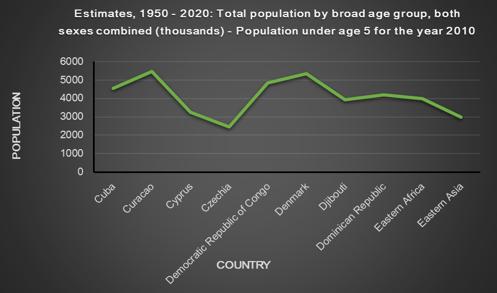 Estimates, 1950 - 2020: Total population by broad age group, both
sexes combined (thousands) - Population under age 5 for the year 2010
POPULATION
6000
5000
4000
3000
2000
1000
0
Cuba
Curacao
Cyprus
Czechia
Democratic Republic of Congo
Denmark
Djibouti
Dominican Republic
Eastern Africa
Eastern Asia
COUNTRY